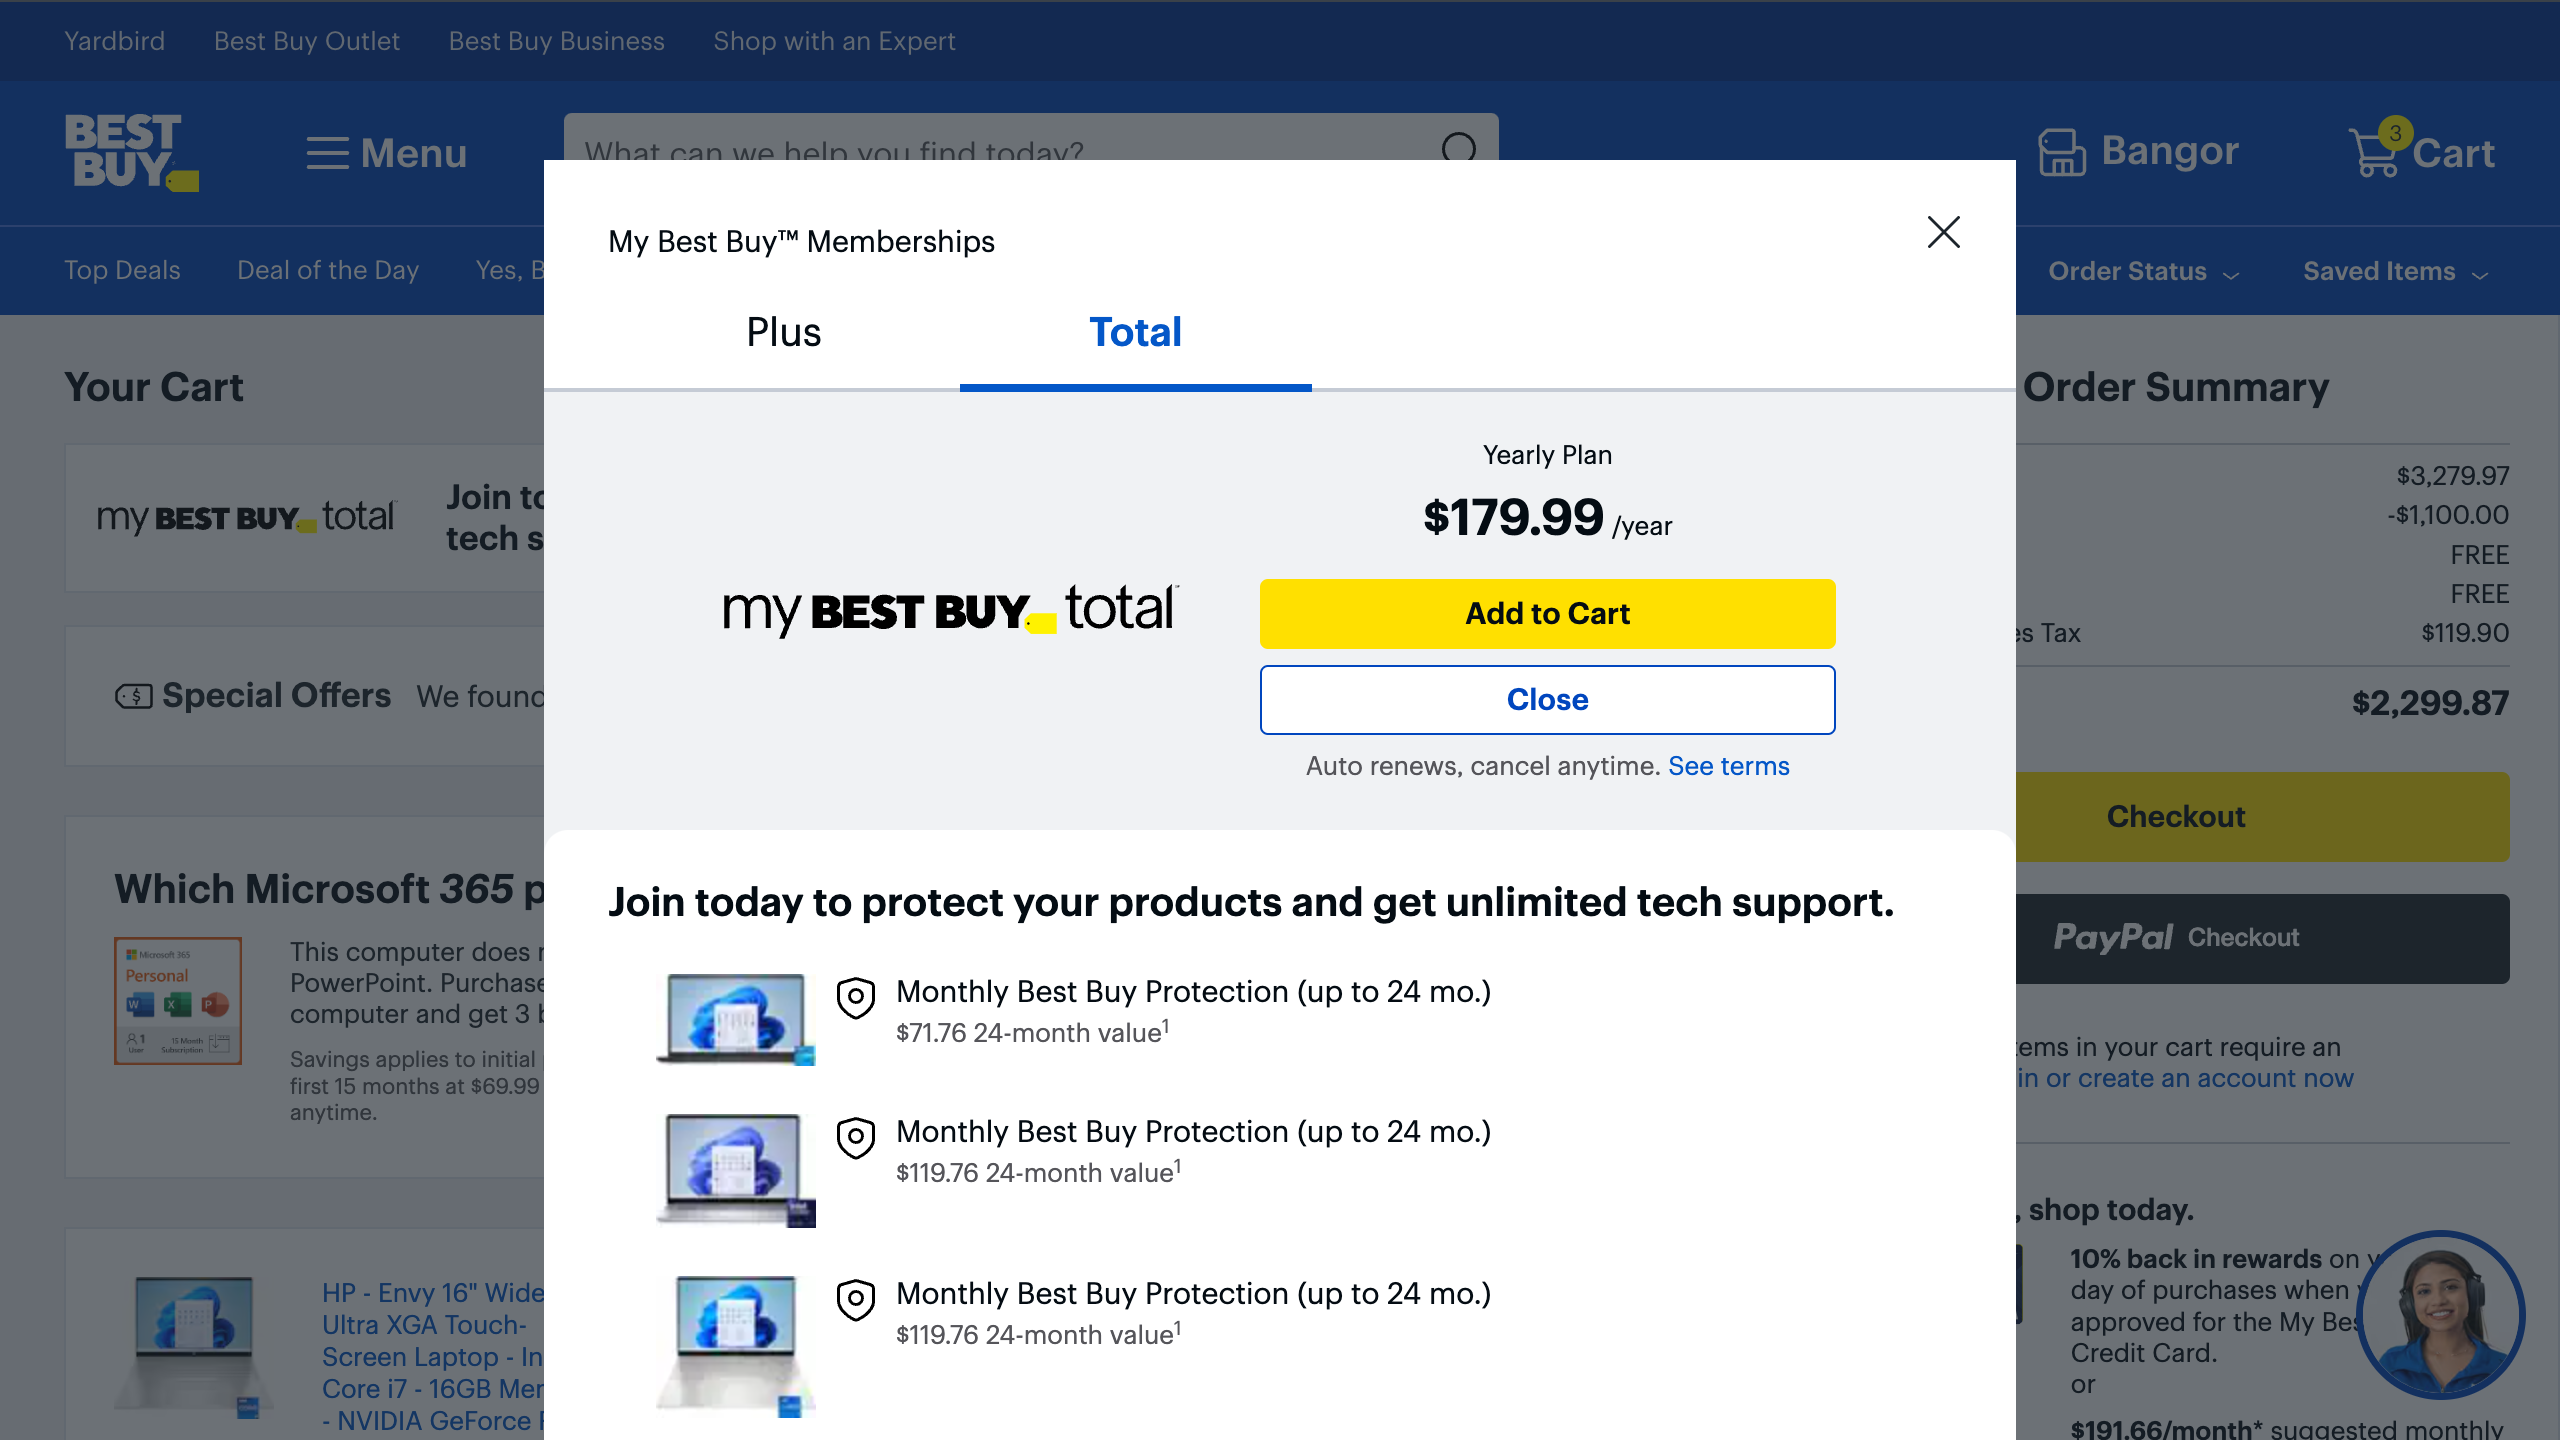 Yardbird
Best Buy Outlet
Best Buy Business
Shop with an Expert
BEST
BUY
Menu
What can we help you find today?
Bangor
3
Cart
Top Deals
Deal of the Day
Yes, B
Order Status
Saved Items
My Best Buy™ Memberships
Plus
Total
Your Cart
my BEST BUY total
Join to
tech s
Special Offers
We found
Which Microsoft 365 p
Microsoft 365
Personal
1
User
15 Month
Subscription
This computer does n
PowerPoint. Purchase
computer and get 3 b
Savings applies to initial
first 15 months at $69.99
anytime.
HP - Envy 16" Wide
Ultra XGA Touch-
Screen Laptop - In
Core i7 - 16GB Mem
- NVIDIA GeForce
Yearly Plan
$179.99 /year
my BEST BUY total™
Add to Cart
Close
Auto renews, cancel anytime. See terms
Join today to protect your products and get unlimited tech support.
Monthly Best Buy Protection (up to 24 mo.)
$71.76 24-month value1
Monthly Best Buy Protection (up to 24 mo.)
$119.76 24-month value1
Monthly Best Buy Protection (up to 24 mo.)
$119.76 24-month value1
Order Summary
$3,279.97
-$1,100.00
FREE
FREE
es Tax
$119.90
$2,299.87
Checkout
PayPal Checkout
tems in your cart require an
in or create an account now
, shop today.
10% back in rewards on y
day of purchases when
approved for the My Bes
Credit Card.
or
$191.66/month* suggested monthly